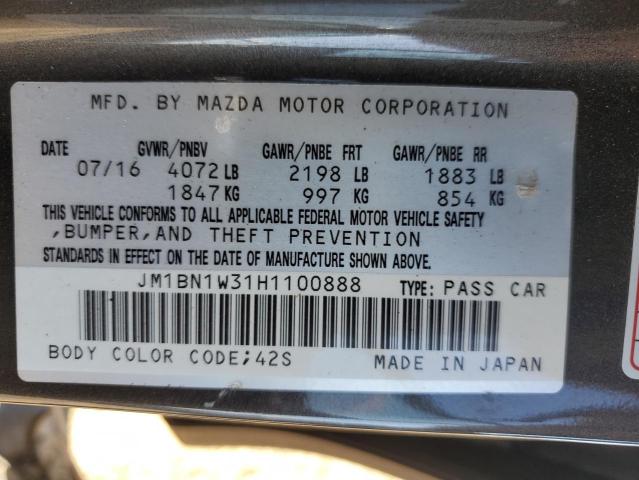 MFD. BY MAZDA MOTOR CORPORATION
DATE GVWR/PNBV GAWR/PNBE FRT GAWR/PNBE RR
07/16 4072 LB 2198 LB 1883 LB
1847 KG 997 KG 854 KG
THIS VEHICLE CONFORMS TO ALL APPLICABLE FEDERAL MOTOR VEHICLE SAFETY
,BUMPER,AND THEFT PREVENTION
STANDARDS IN EFFECT ON THE DATE OF MANUFACTURE SHOWN ABOVE.
JM1BN1W31H1100888 TYPE: PASS CAR
BODY COLOR CODE;42S MADE IN JAPAN